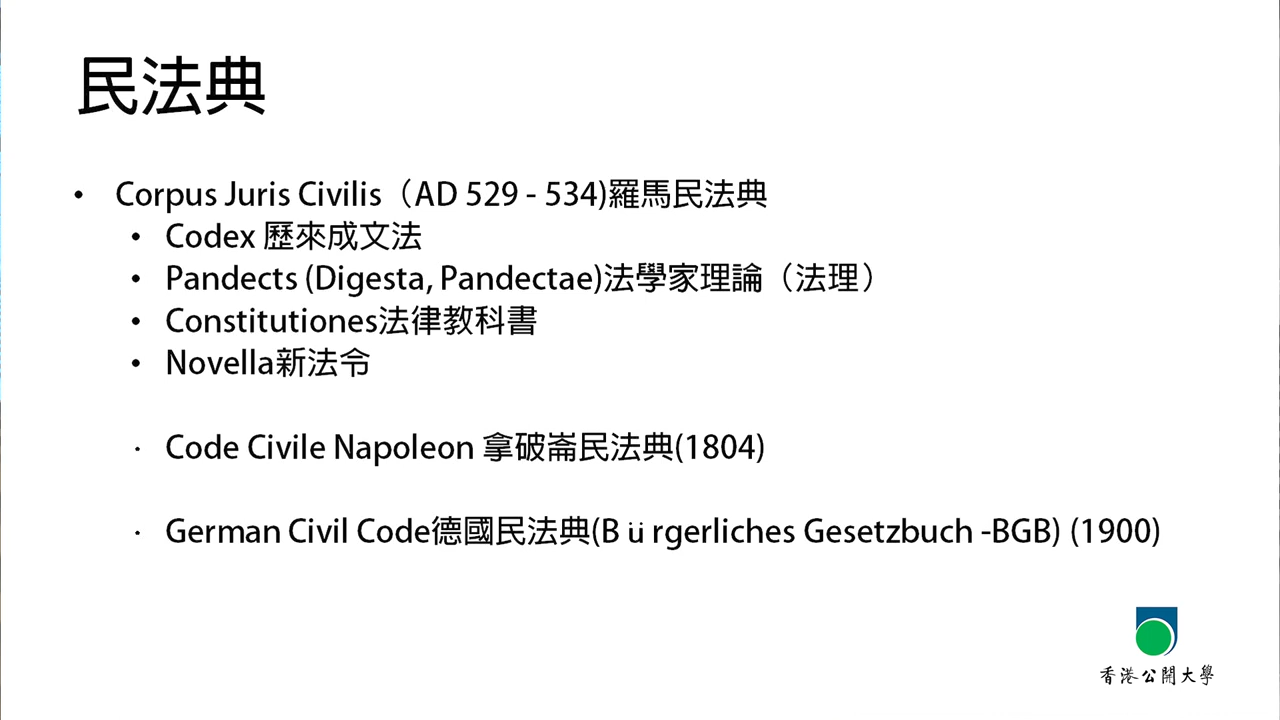 民法典
• Corpus Juris Civilis（AD 529 - 534)羅馬民法典
• Codex 歷來成文法
• Pandects (Digesta, Pandectae)法學家理論（法理）
• Constitutiones法律教科書
• Novella新法令
· Code Civile Napoleon 拿破崙民法典(1804)
· German Civil Code德國民法典(B ü rgerliches Gesetzbuch -BGB) (1900)
香港公開大學